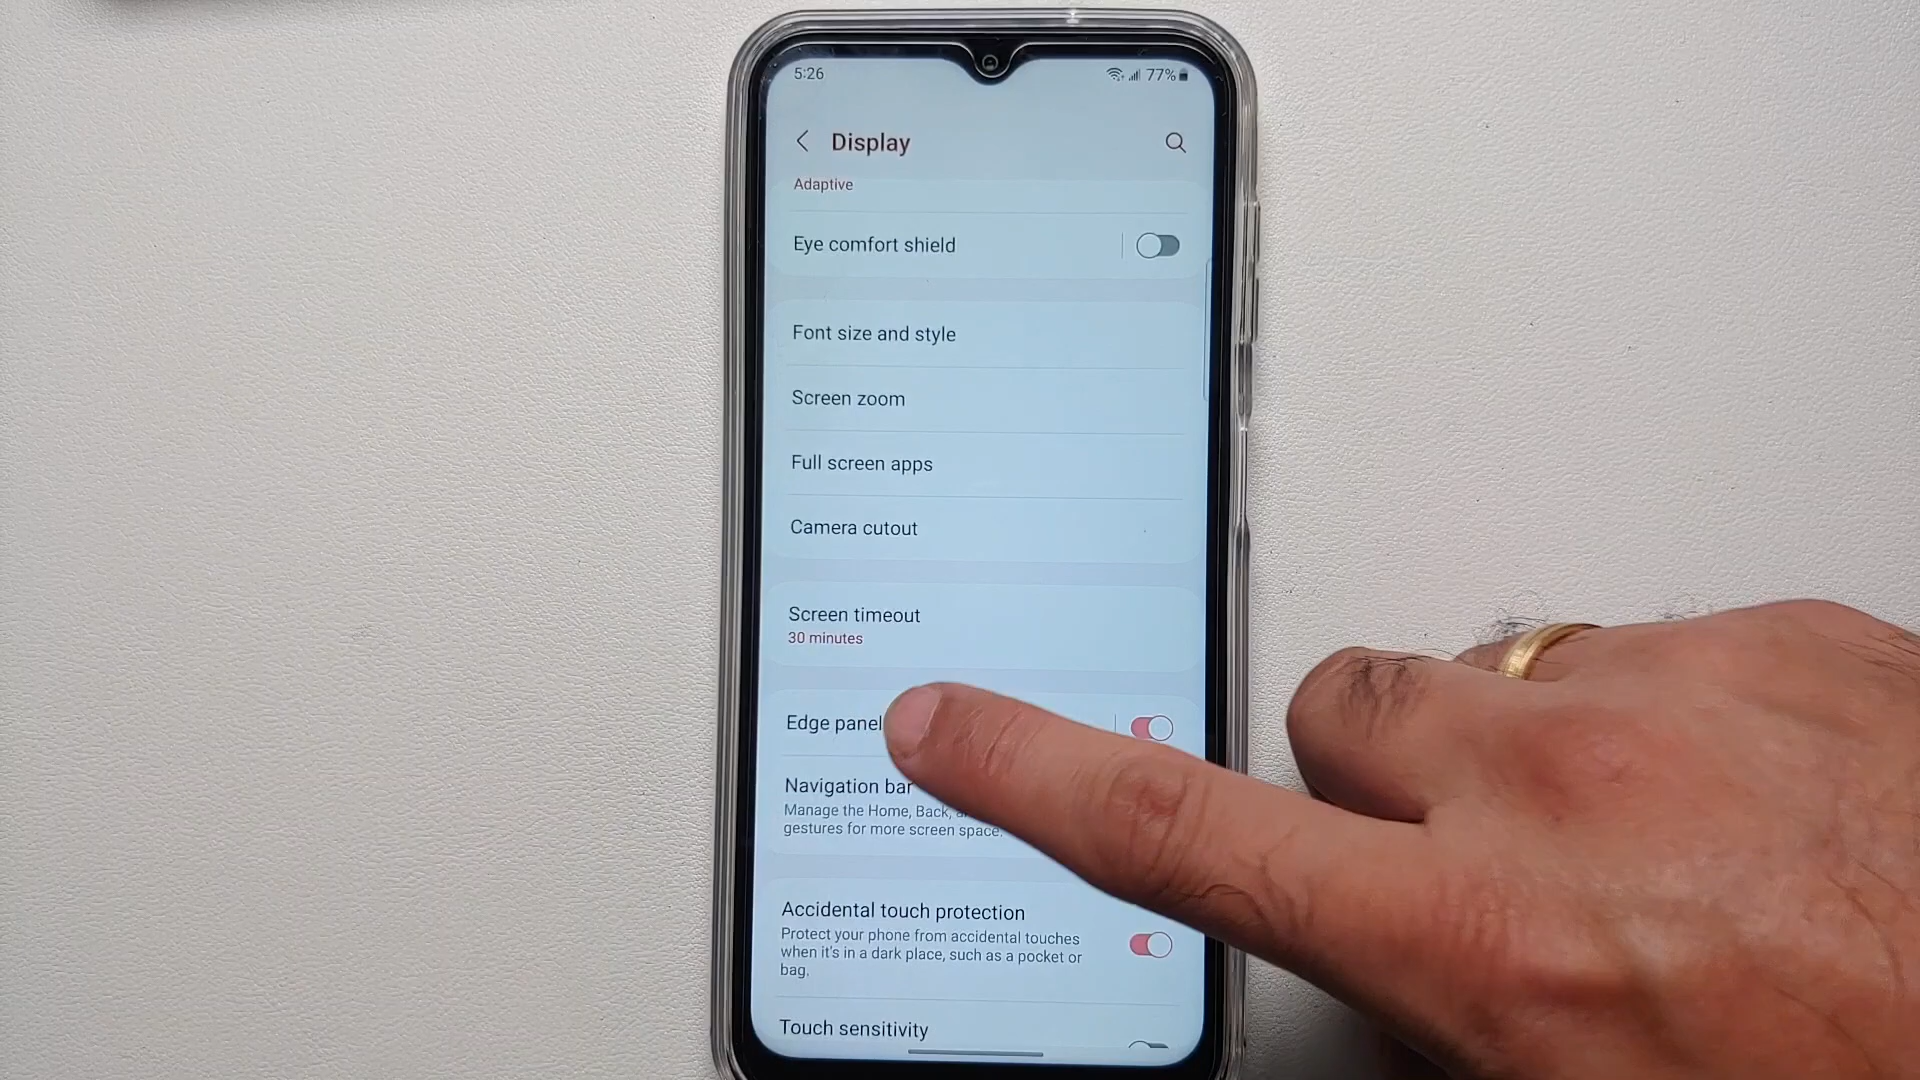 5:26
77%
Display
Adaptive
Eye comfort shield
Font size and style
Screen zoom
Full screen apps
Camera cutout
Screen timeout
30 minutes
Edge panel
Navigation bar
Manage the Home, Back,
gestures for more screen space.
Accidental touch protection
Protect your phone from accidental touches
when it's in a dark place, such as a pocket or
bag.
Touch sensitivity